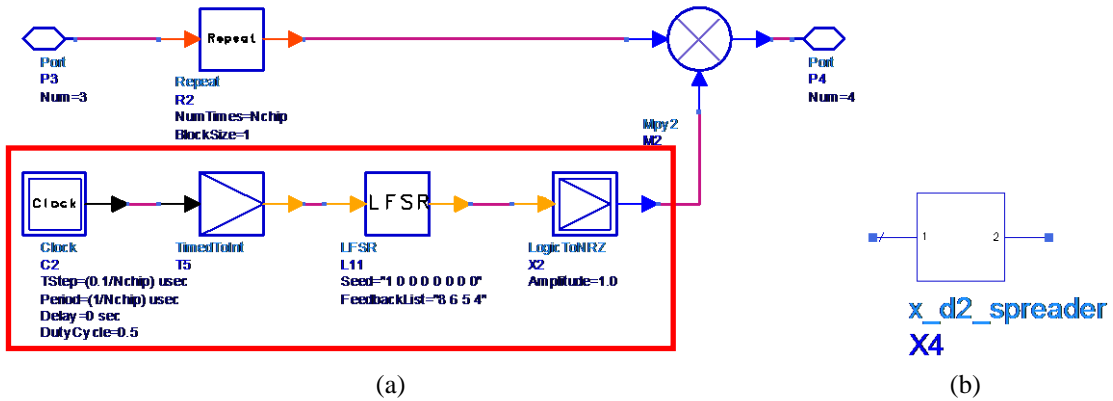 Repeat
Port
P3
Num=3
Repeat
R2
NumTimes=Nchip
BlockSize=1
Mpy2
M2
Port
P4
Num=4
Clock
Clock
C2
TStep=(0.1/Nchip) usec
Period=(1/Nchip) usec
Delay=0 sec
DutyCycle=0.5
TimedToInt
T5
LFSR
LFSR
L11
Seed="1 0 0 0 0 0 0 0"
FeedbackList="8 6 5 4"
LogicToNRZ
X2
Amplitude=1.0
1 2
x_d2_spreader
X4
(a) (b)